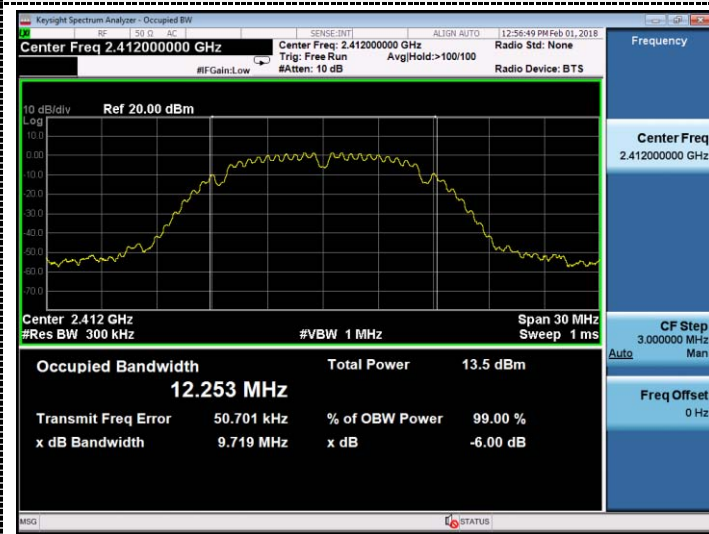 Keysight Spectrum Analyzer - Occupied BW
LXI RF 50 Ω AC SENSE:INT ALIGN AUTO 12:56:49 PM Feb 01, 2018
Center Freq 2.412000000 GHz
Center Freq: 2.412000000 GHz
Radio Std: None
Trig: Free Run Avg|Hold:>100/100
#IFGain:Low
#Atten: 10 dB
Radio Device: BTS
Frequency
10 dB/div Ref 20.00 dBm
Log
10.0
0.00
-10.0
-20.0
-30.0
-40.0
-50.0
-60.0
-70.0
Center 2.412 GHz
Span 30 MHz
#Res BW 300 kHz
#VBW 1 MHz
Sweep 1 ms
Occupied Bandwidth
12.253 MHz
Total Power 13.5 dBm
Transmit Freq Error 50.701 kHz
% of OBW Power 99.00 %
x dB Bandwidth 9.719 MHz
x dB -6.00 dB
Center Freq
2.412000000 GHz
CF Step
3.000000 MHz
Auto Man
Freq Offset
0 Hz
MSG
STATUS